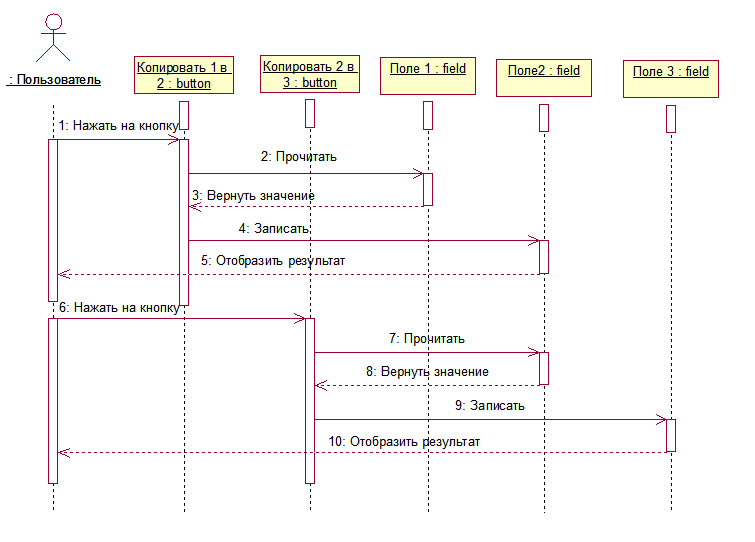 : Пользователь
Копировать 1 в
2 : button
Копировать 2 в
3 : button
Поле 1 : field
Поле2 : field
Поле 3 : field
1: Нажать на кнопку
2: Прочитать
3: Вернуть значение
4: Записать
5: Отобразить результат
6: Нажать на кнопку
7: Прочитать
8: Вернуть значение
9: Записать
10: Отобразить результат